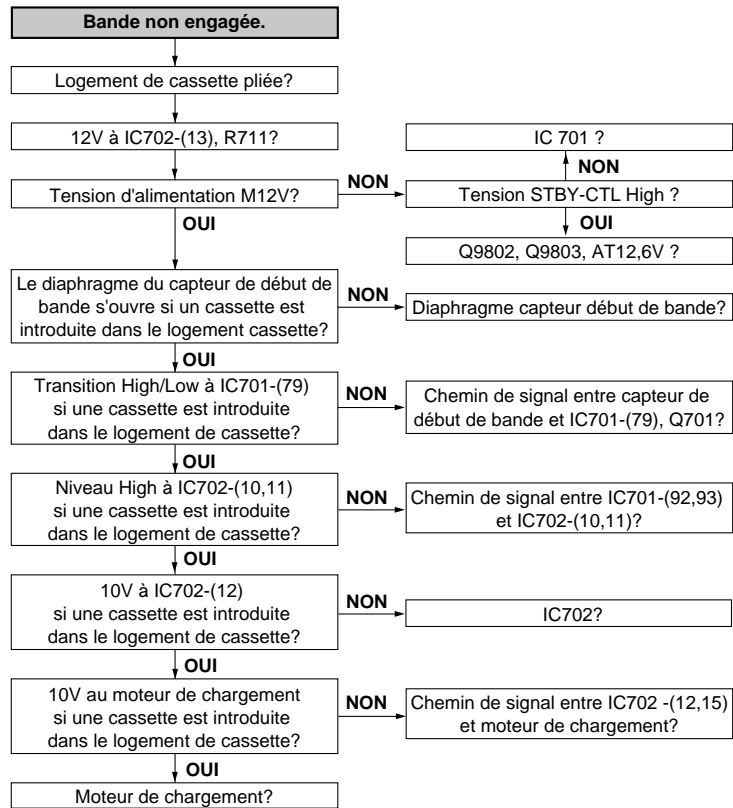 Bande non engagée.
Logement de cassette pliée?
12V à IC702-(13), R711?
IC 701 ?
NON
Tension d'alimentation M12V?
NON
Tension STBY-CTL High ?
OUI
OUI
Q9802, Q9803, AT12,6V ?
Le diaphragme du capteur de début de
bande s'ouvre si un cassette est
introduite dans le logement cassette?
NON
Diaphragme capteur début de bande?
OUI
Transition High/Low à IC701-(79)
si une cassette est introduite
dans le logement de cassette?
NON
Chemin de signal entre capteur de
début de bande et IC701-(79), Q701?
OUI
Niveau High à IC702-(10,11)
si une cassette est introduite
dans le logement de cassette?
NON
Chemin de signal entre IC701-(92,93)
et IC702-(10,11)?
OUI
10V à IC702-(12)
si une cassette est introduite
dans le logement de cassette?
NON
IC702?
OUI
10V au moteur de chargement
si une cassette est introduite
dans le logement de cassette?
NON
Chemin de signal entre IC702 -(12,15)
et moteur de chargement?
OUI
Moteur de chargement?